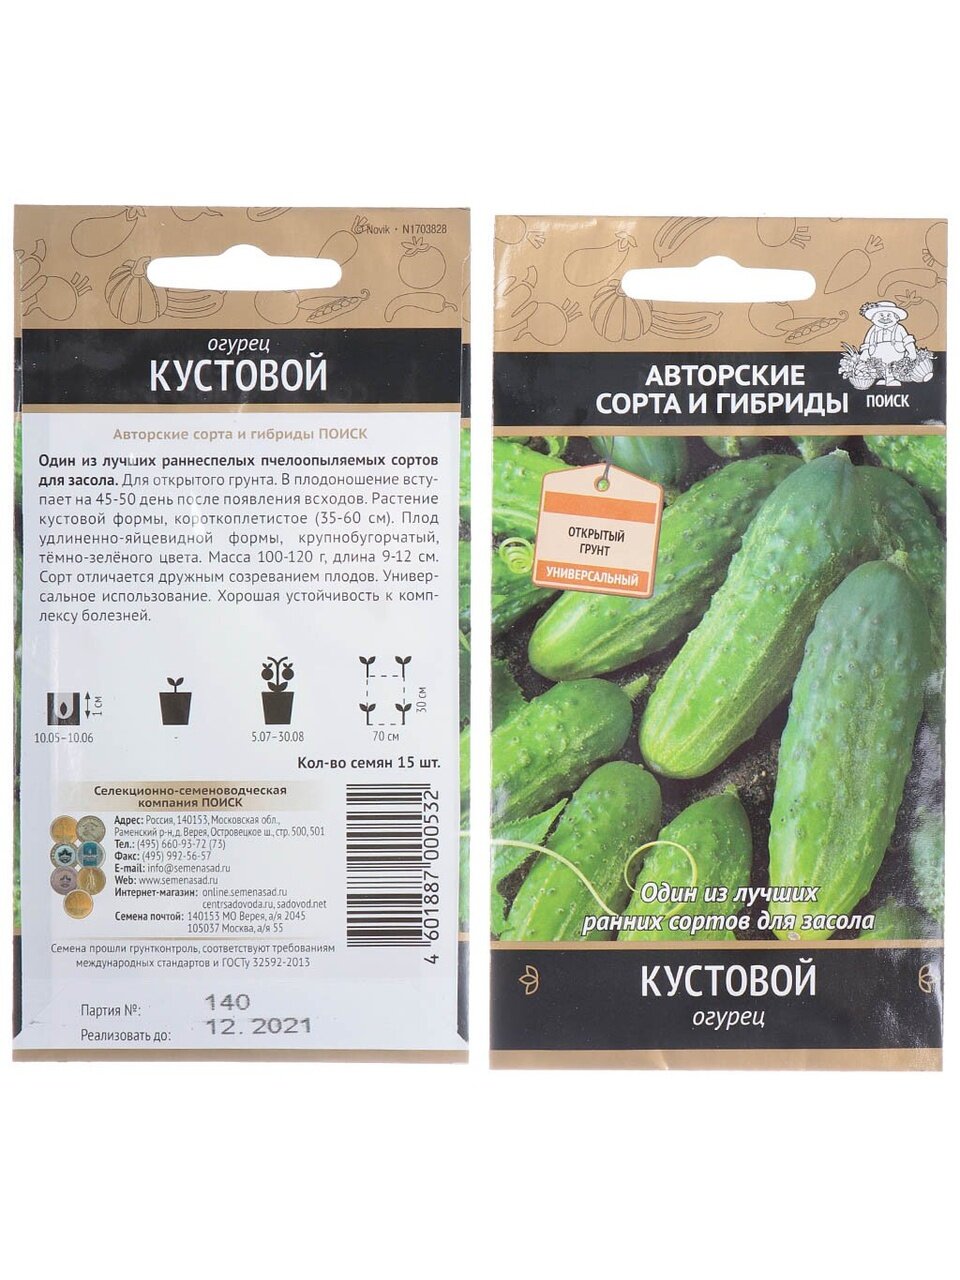 © Novik • N1703828
огурец
КУСТОВОЙ
Авторские сорта и гибриды ПОИСК
Один из лучших раннеспелых пчелоопыляемых сортов
для засола. Для открытого грунта. В плодоношение всту-
пает на 45-50 день после появления всходов. Растение
кустовой формы, короткоплетистое (35-60 см). Плод
удлиненно-яйцевидной формы, крупнобугорчатый,
тёмно-зелёного цвета. Масса 100-120 г, длина 9-12 см.
Сорт отличается дружным созреванием плодов. Универ-
сальное использование. Хорошая устойчивость к комп-
лексу болезней.
1 см
30 см
10.05–10.06
-
5.07–30.08
70 см
Кол-во семян 15 шт.
Селекционно-семеноводческая
компания ПОИСК
Адрес: Россия, 140153, Московская обл.,
Раменский р-н, д. Верея, Островецкое ш., стр. 500, 501
Тел.: (495) 660-93-72 (73)
Факс: (495) 992-56-57
E-mail: info@semenasad.ru
Web: www.semenasad.ru
Интернет-магазин: online.semenasad.ru
centrsadovoda.ru, sadovod.net
Семена почтой: 140153 МО Верея, а/я 2045
105037 Москва, а/я 55
4 601887 000532
Семена прошли грунтконтроль, соответствуют требованиям
международных стандартов и ГОСТу 32592-2013
Партия №: 140
Реализовать до: 12. 2021
АВТОРСКИЕ
СОРТА И ГИБРИДЫ
ПОИСК
ОТКРЫТЫЙ
ГРУНТ
УНИВЕРСАЛЬНЫЙ
Один из лучших
ранних сортов для засола
КУСТОВОЙ
огурец